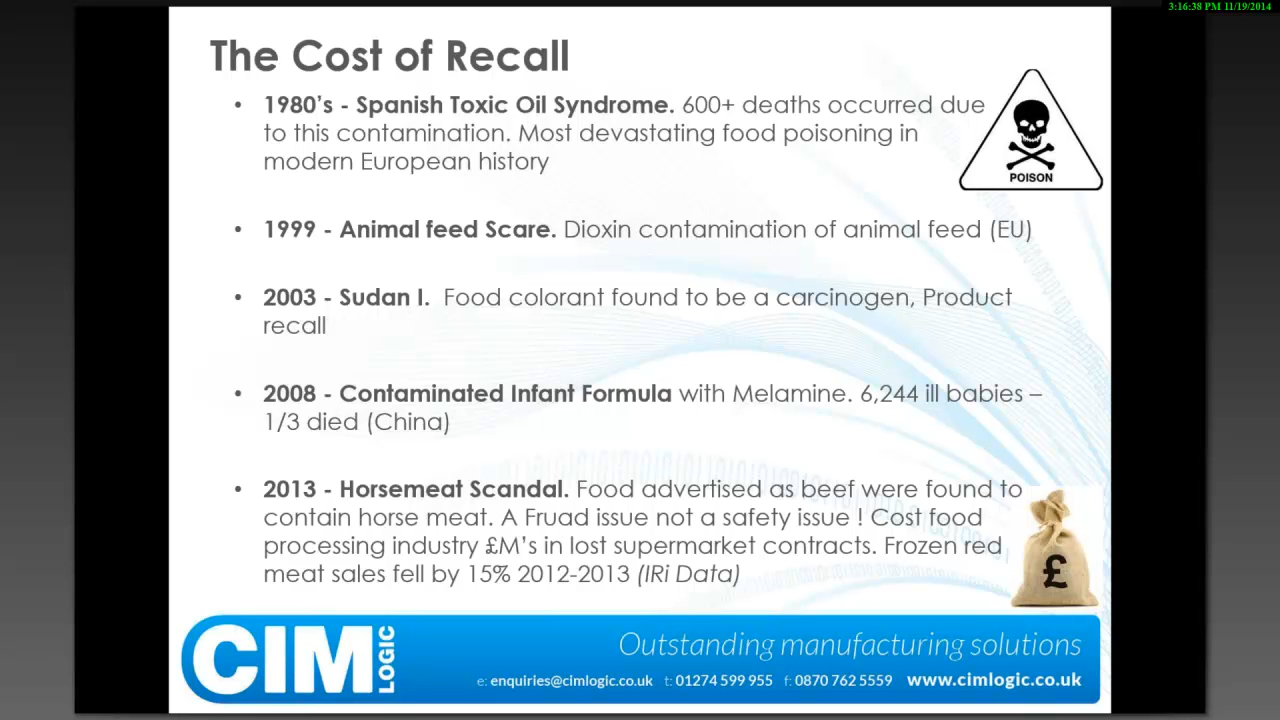 3:16:38 PM 11/19/2014
The Cost of Recall
• 1980's - Spanish Toxic Oil Syndrome. 600+ deaths occurred due
to this contamination. Most devastating food poisoning in
modern European history
POISON
• 1999 - Animal feed Scare. Dioxin contamination of animal feed (EU)
• 2003 - Sudan I. Food colorant found to be a carcinogen, Product
recall
• 2008 - Contaminated Infant Formula with Melamine. 6,244 ill babies –
1/3 died (China)
• 2013 - Horsemeat Scandal. Food advertised as beef were found to
contain horse meat. A Fruad issue not a safety issue ! Cost food
processing industry £M's in lost supermarket contracts. Frozen red
meat sales fell by 15% 2012-2013 (IRi Data)
£
CIM LOGIC
Outstanding manufacturing solutions
e: enquiries@cimlogic.co.uk t: 01274 599 955 f: 0870 762 5559 www.cimlogic.co.uk